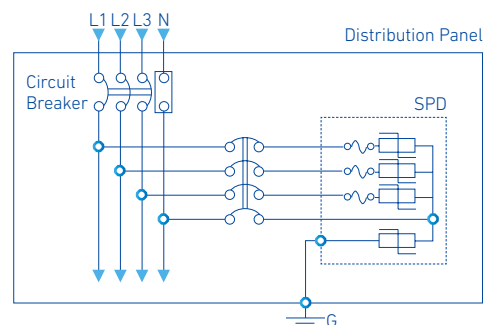 L1 L2 L3 N
Distribution Panel
Circuit
Breaker
SPD
G